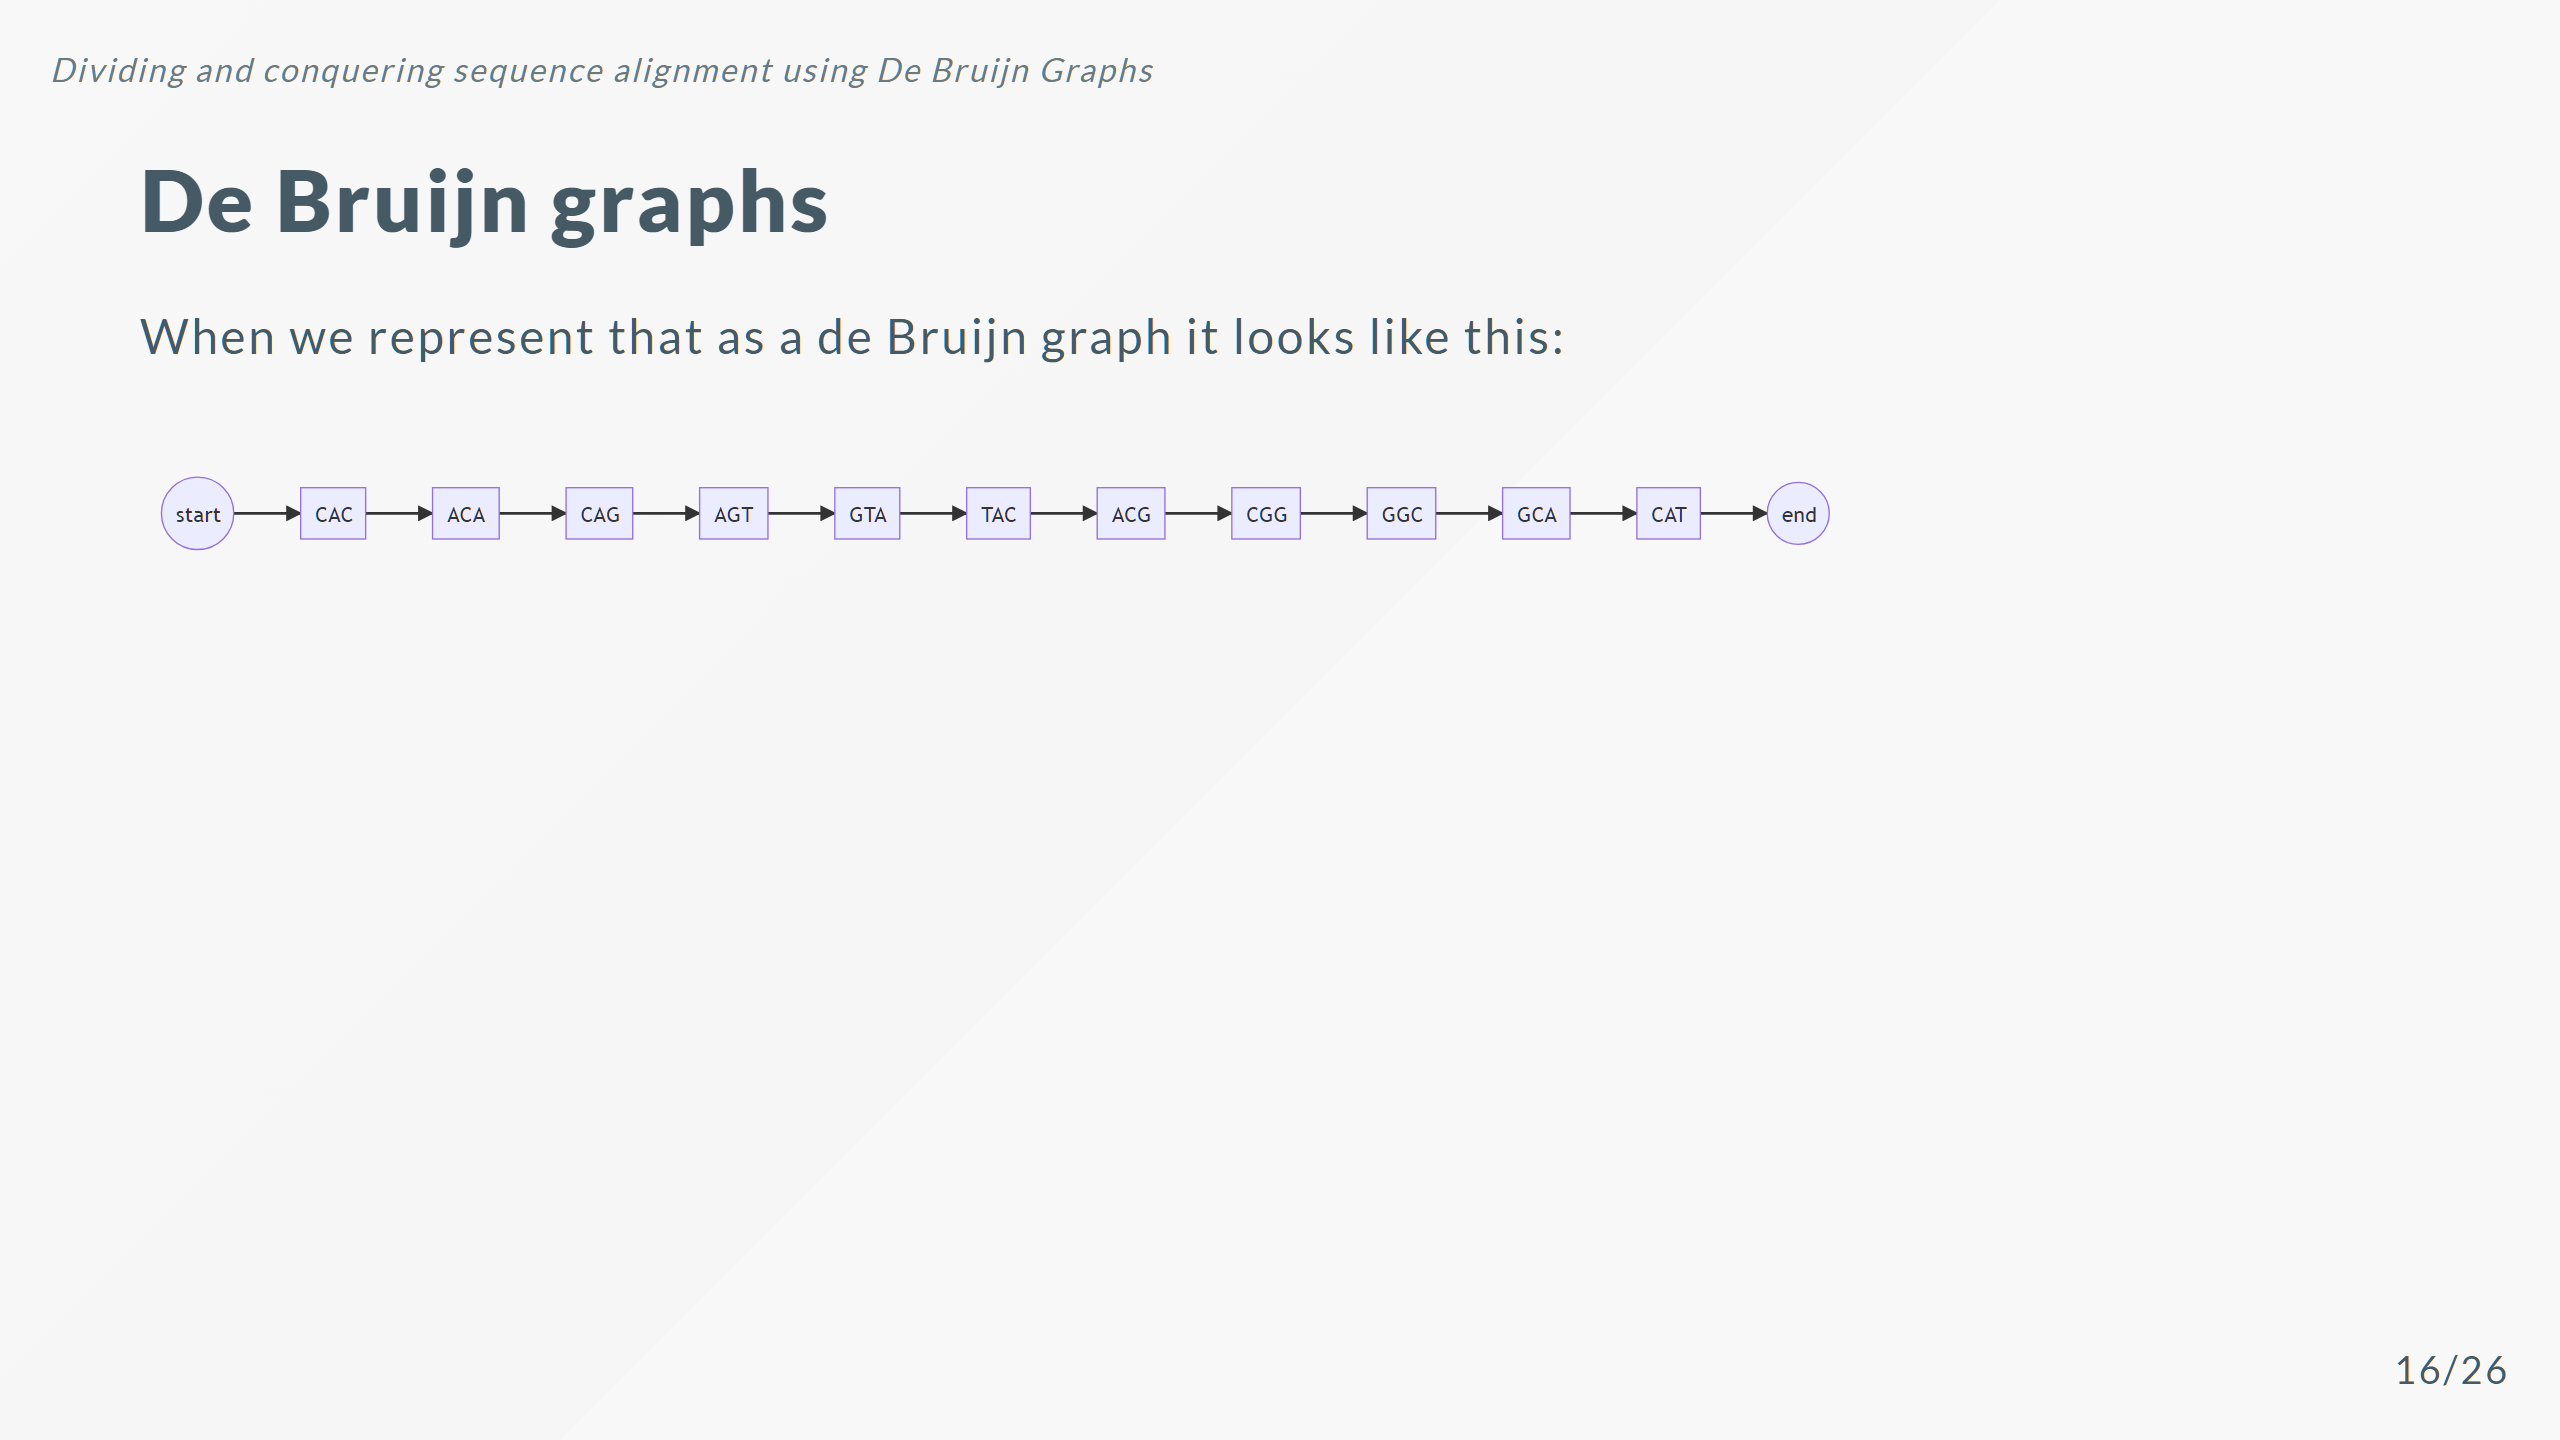 Dividing and conquering sequence alignment using De Bruijn Graphs
De Bruijn graphs
When we represent that as a de Bruijn graph it looks like this:
start CAC ACA CAG AGT GTA TAC ACG CGG GGC GCA CAT end
16/26